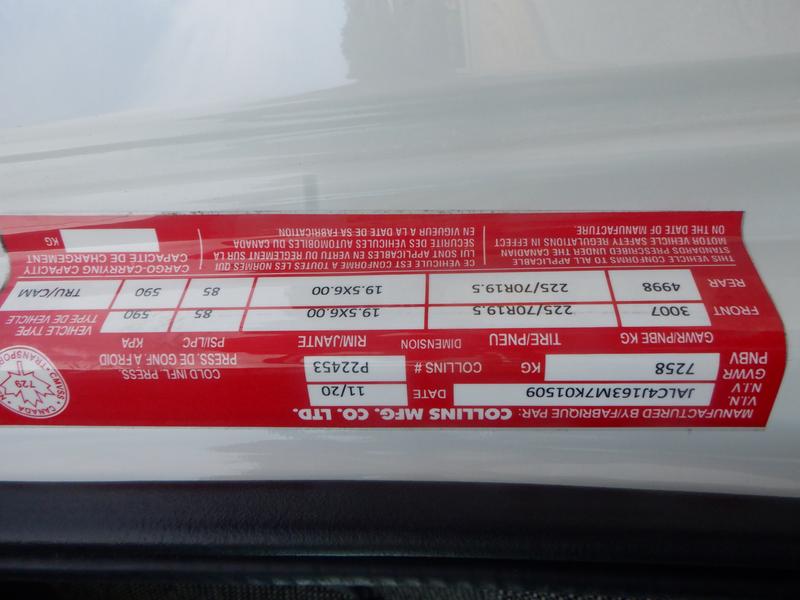 MANUFACTURED BY/FABRIQUE PAR: COLLINS MFG. CO. LTD.
V.I.N. N.I.V JALC4J163M7K01509 DATE 11/20
GVWR PNBV 7258 KG COLLINS # P22453 COLD INFL PRESS. PRESS. DE GONF A FROID
GAWR/PNBE KG TIRE/PNEU DIMENSION RIM/JANTE PSI/LPC KPA VEHICLE TYPE TYPE DE VEHICLE
FRONT 3007 225/70R19.5 19.5X6.00 85 590 TRU/CAM
REAR 4998 225/70R19.5 19.5X6.00 85 590
THIS VEHICLE CONFORMS TO ALL APPLICABLE
STANDARDS PRESCRIBED UNDER THE CANADIAN
MOTOR VEHICLE SAFETY REGULATIONS IN EFFECT
ON THE DATE OF MANUFACTURE.
CE VEHICULE EST CONFORME A TOUTES LES NORMES QUI
LUI SONT APPLICABLES EN VERTU DU REGLEMENT SUR LA
SECURITE DES VEHICULES AUTOMOBILES DU CANADA
EN VIGUEUR A LA DATE DE SA FABRICATION.
CARGO-CARRYING CAPACITY
CAPACITE DE CHARGEMENT
KG
CMVSS
729
CANADA